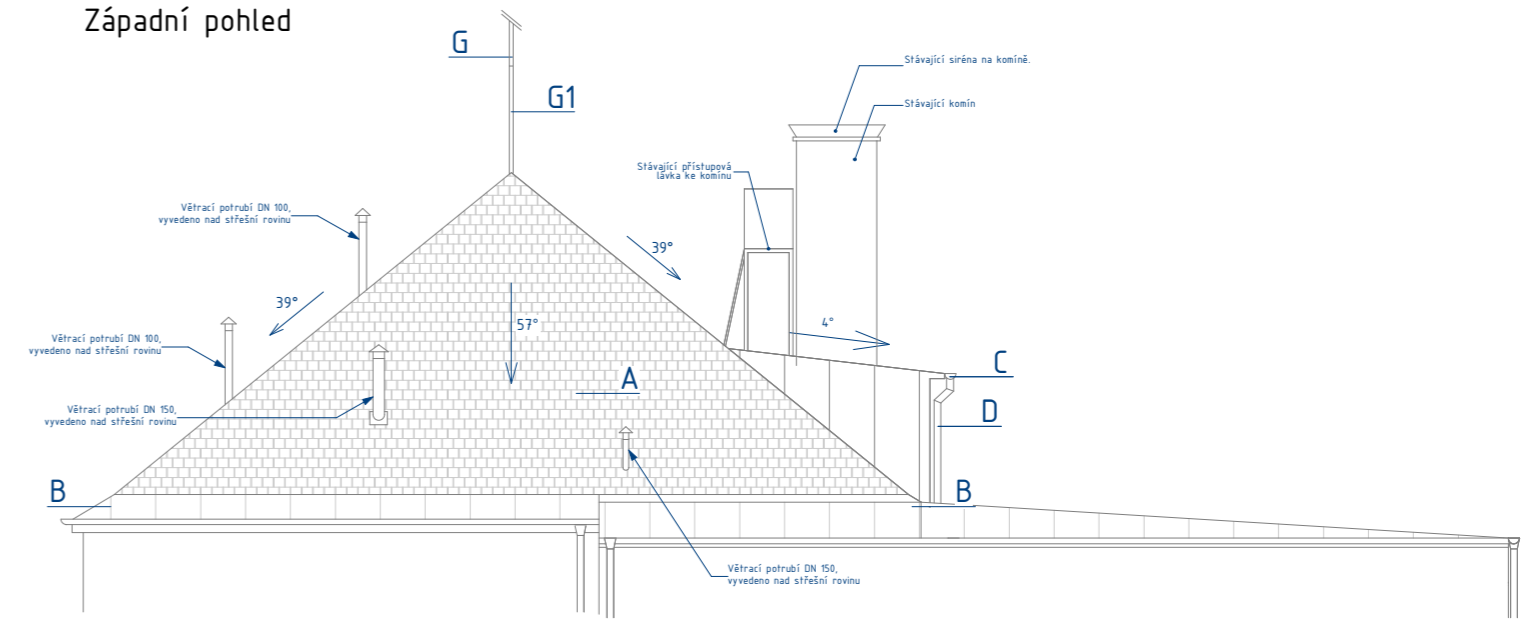 Západní pohled
G
G1
Stávající siréna na komíně.
Stávající komín
Stávající přístupová
lávka ke komínu
Větrací potrubí DN 100,
vyvedeno nad střešní rovinu
39°
39°
57°
4°
Větrací potrubí DN 100,
vyvedeno nad střešní rovinu
A
C
Větrací potrubí DN 150,
vyvedeno nad střešní rovinu
D
B
B
Větrací potrubí DN 150,
vyvedeno nad střešní rovinu